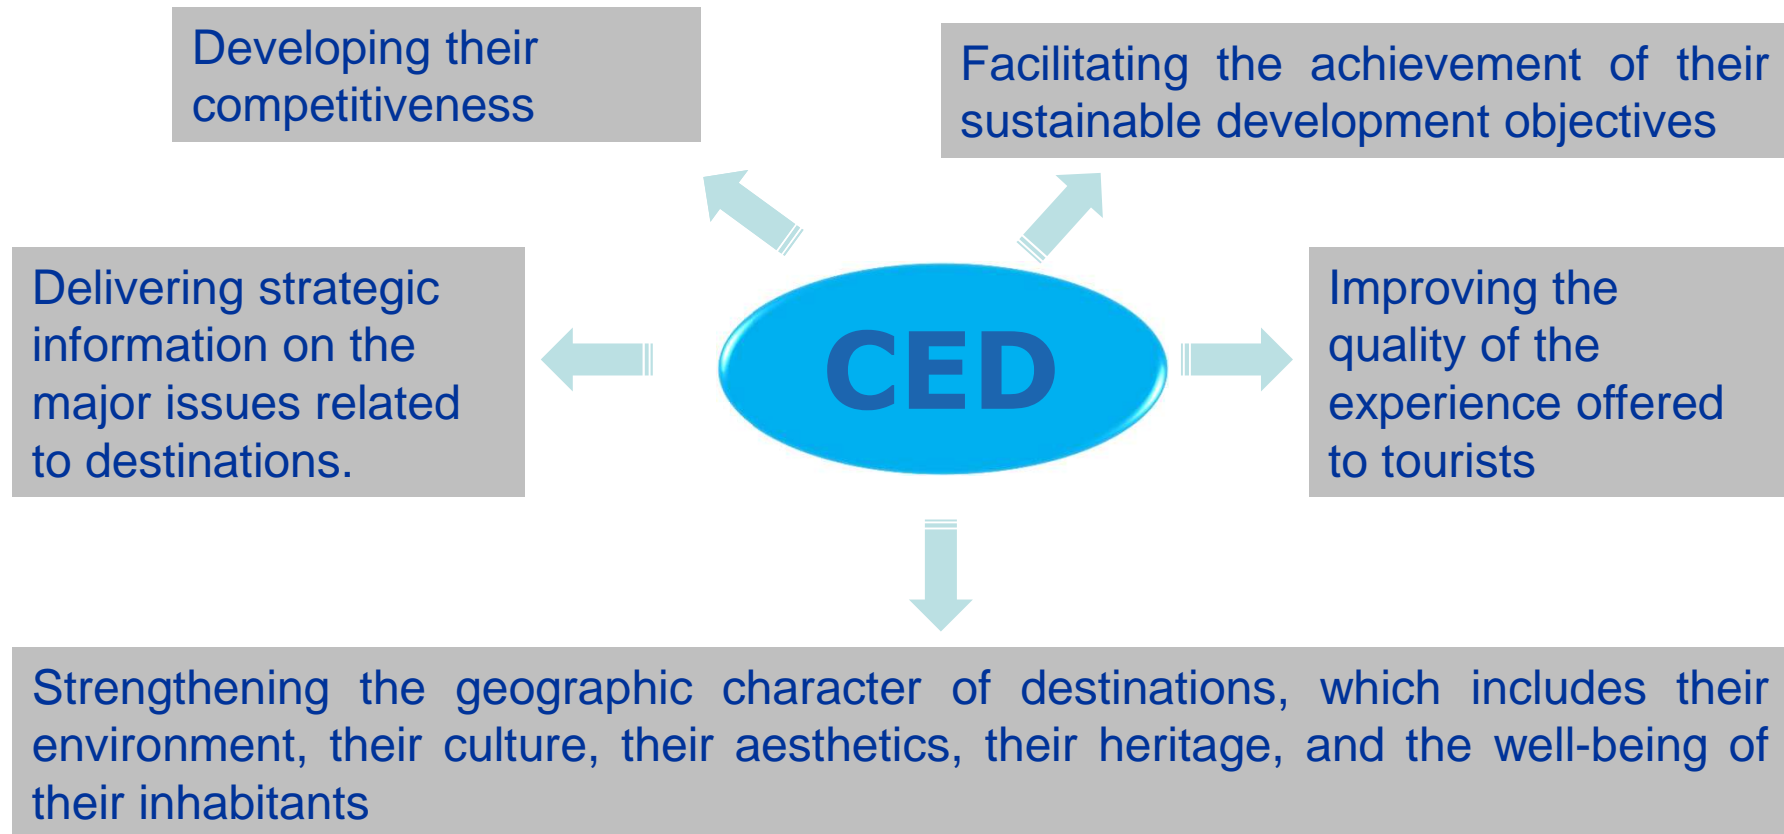 Developing their
competitiveness
Facilitating the achievement of their
sustainable development objectives
Delivering strategic
information on the
major issues related
to destinations.
CED
Improving the
quality of the
experience offered
to tourists
Strengthening the geographic character of destinations, which includes their
environment, their culture, their aesthetics, their heritage, and the well-being of
their inhabitants